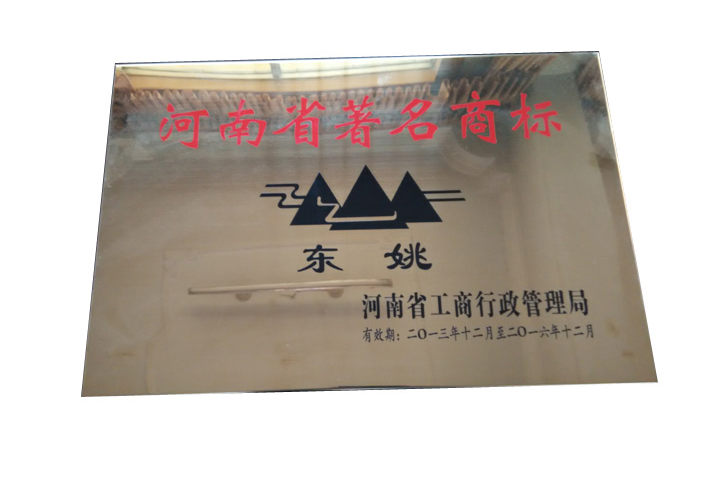 河南省著名商标
东姚
河南省工商行政管理局
有效期：二〇一三年十二月至二〇一六年十二月